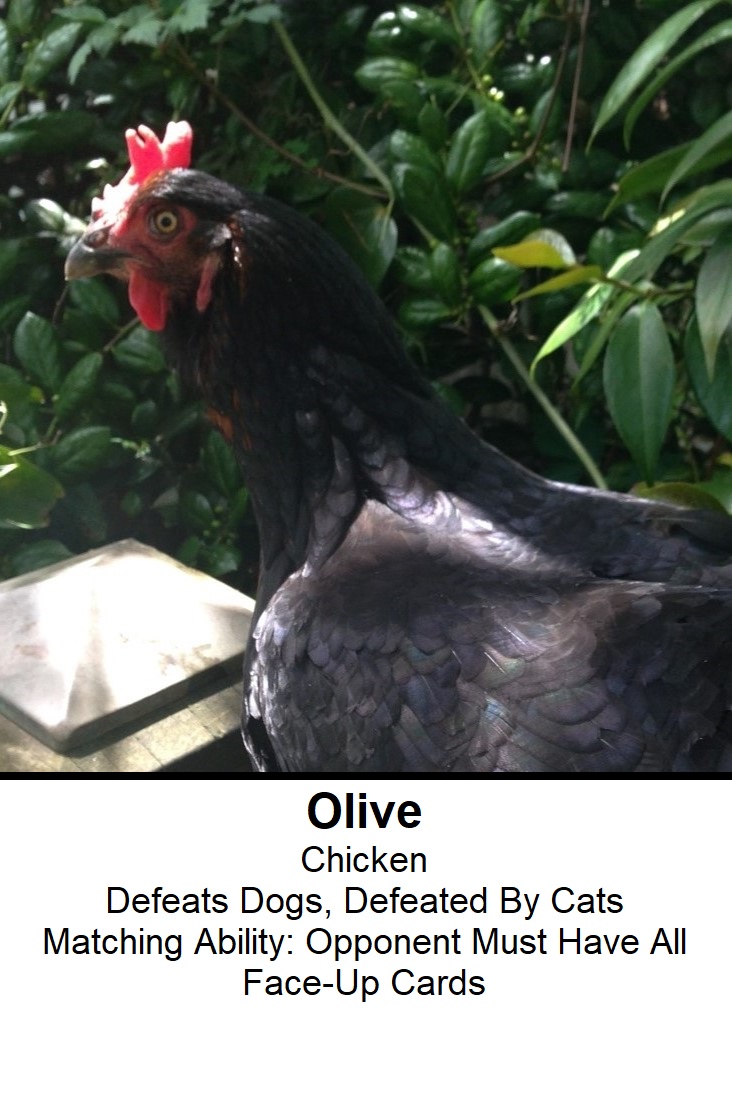 Olive
Chicken
Defeats Dogs, Defeated By Cats
Matching Ability: Opponent Must Have All
Face-Up Cards